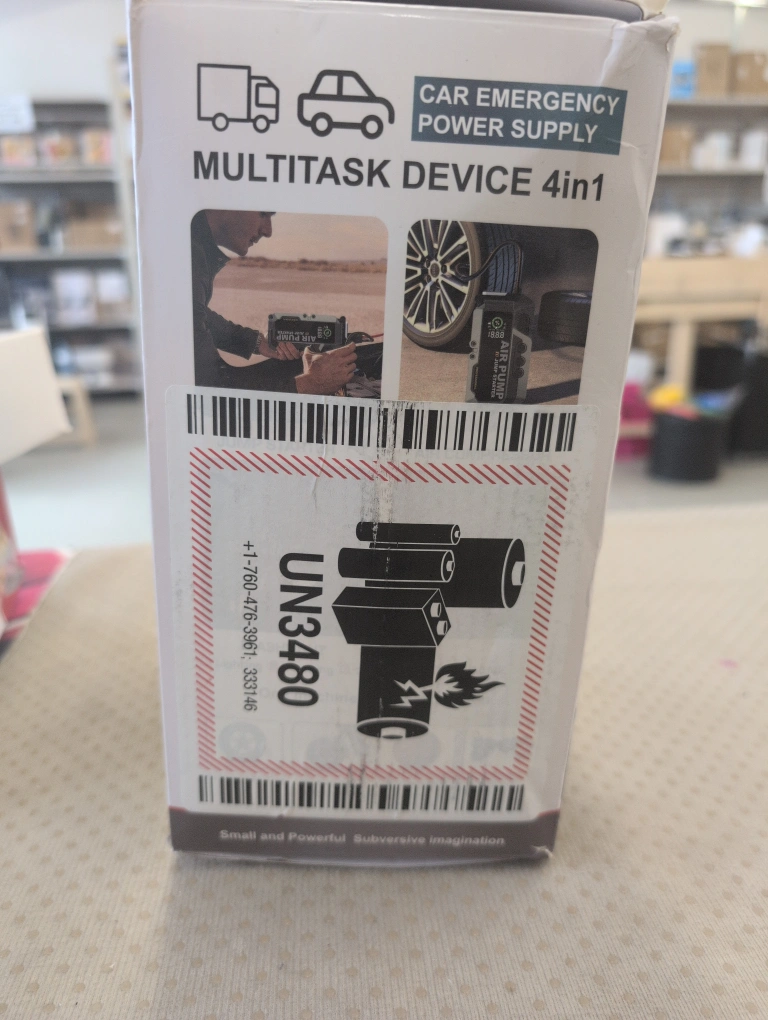 CAR EMERGENCY
POWER SUPPLY
MULTITASK DEVICE 4in1
AIR PUMP
AIR PUMP
UN3480
+1-760-476-3961; 333146
Small and Powerful Subversive imagination